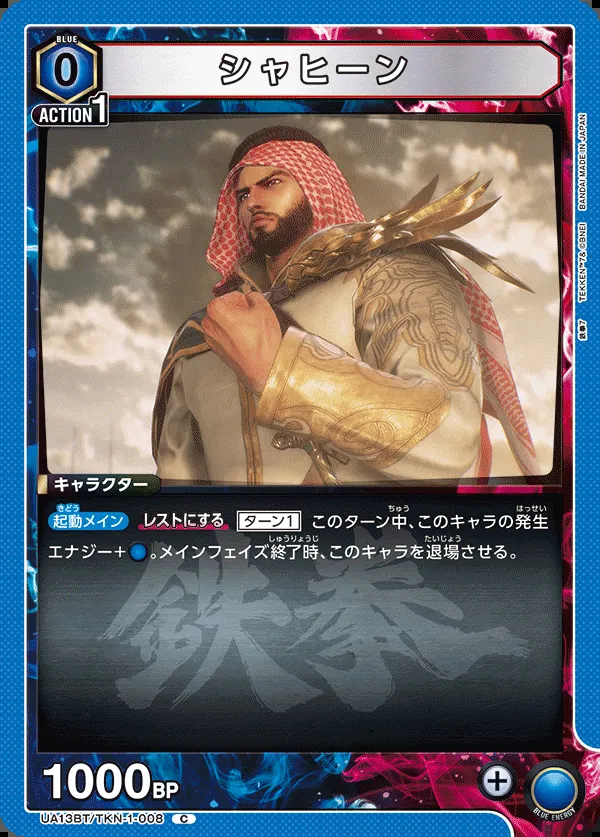 BLUE
0
シャヒーン
ACTION1
鉄拳7 TEKKEN™7& ©BNEI BANDAI MADE IN JAPAN
キャラクター
起動メイン レストにする ターン1 このターン中、このキャラの発生
エナジー+ 。メインフェイズ終了時、このキャラを退場させる。
鉄拳
1000BP
+
BLUE ENERGY
UA13BT/TKN-1-008 C